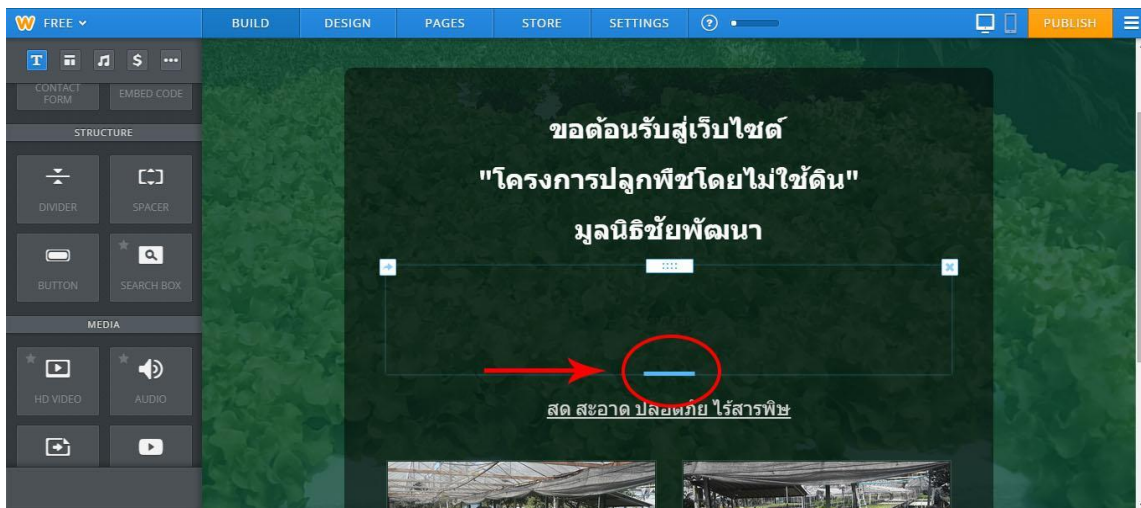 FREE
BUILD DESIGN PAGES STORE SETTINGS ?
PUBLISH
T $
CONTACT FORM
EMBED CODE
STRUCTURE
DIVIDER SPACER
BUTTON SEARCH BOX
MEDIA
HD VIDEO AUDIO
ขอต้อนรับสู่เว็บไซต์
"โครงการปลูกพืชโดยไม่ใช้ดิน"
มูลนิธิชัยพัฒนา
สด สะอาด ปลอดภัย ไร้สารพิษ